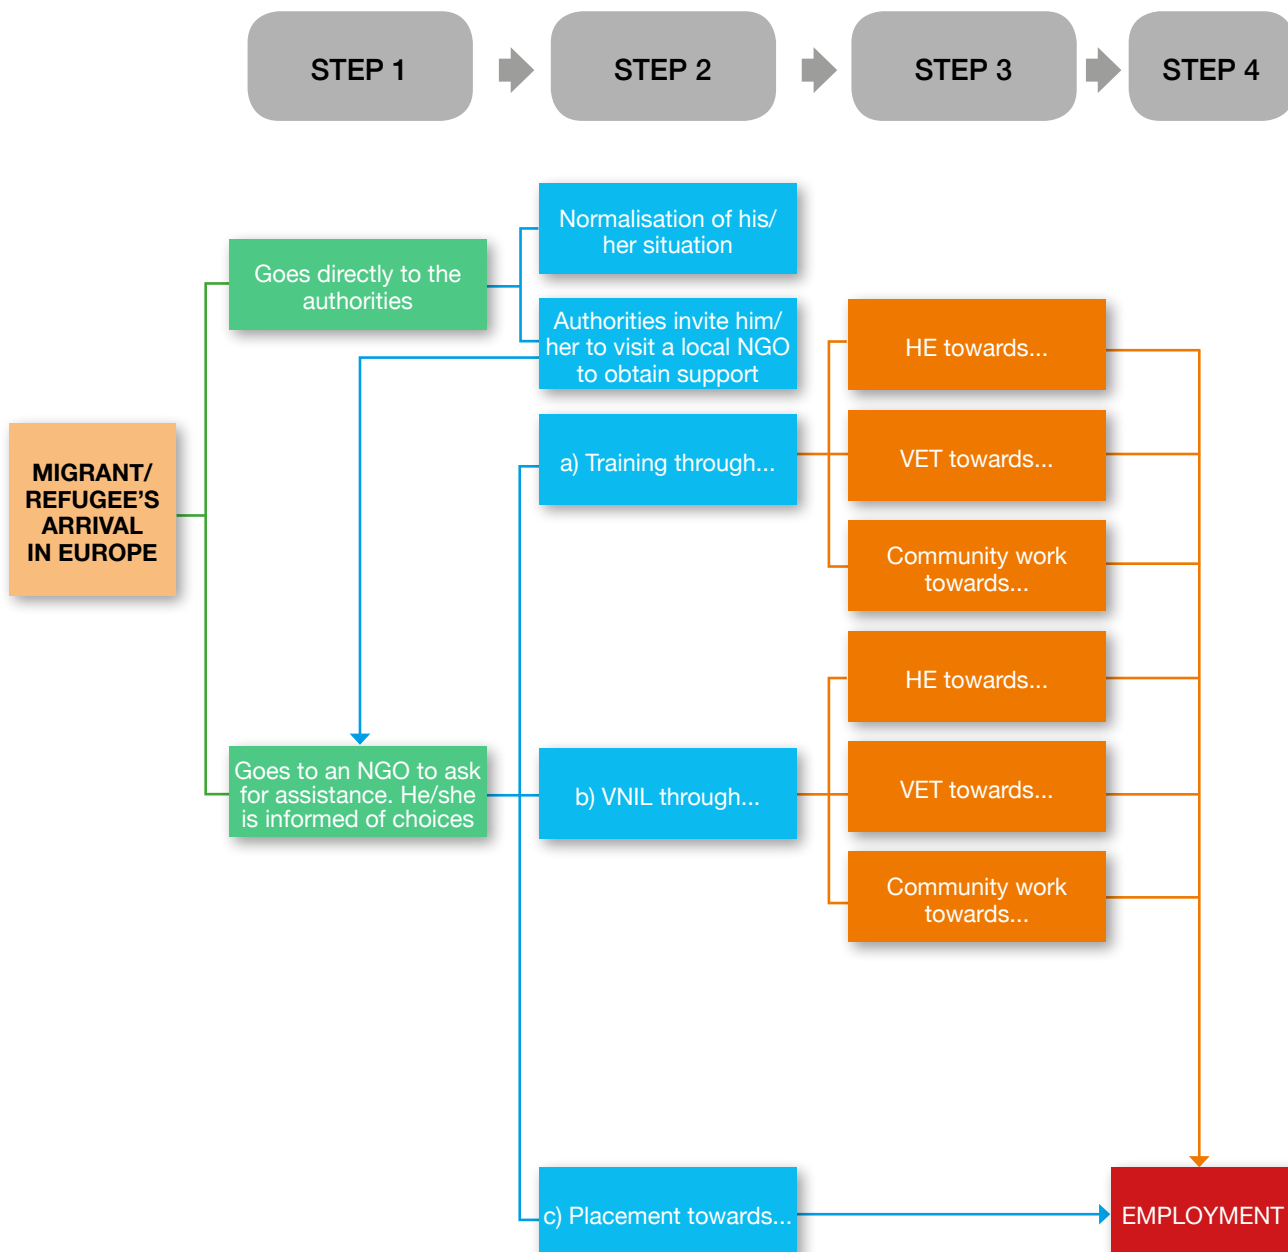 STEP 1
STEP 2
STEP 3
STEP 4
MIGRANT/
REFUGEE'S
ARRIVAL
IN EUROPE
Goes directly to the
authorities
Goes to an NGO to ask
for assistance. He/she
is informed of choices
Normalisation of his/
her situation
Authorities invite him/
her to visit a local NGO
to obtain support
a) Training through...
b) VNIL through...
c) Placement towards...
HE towards...
VET towards...
Community work
towards...
HE towards...
VET towards...
Community work
towards...
EMPLOYMENT